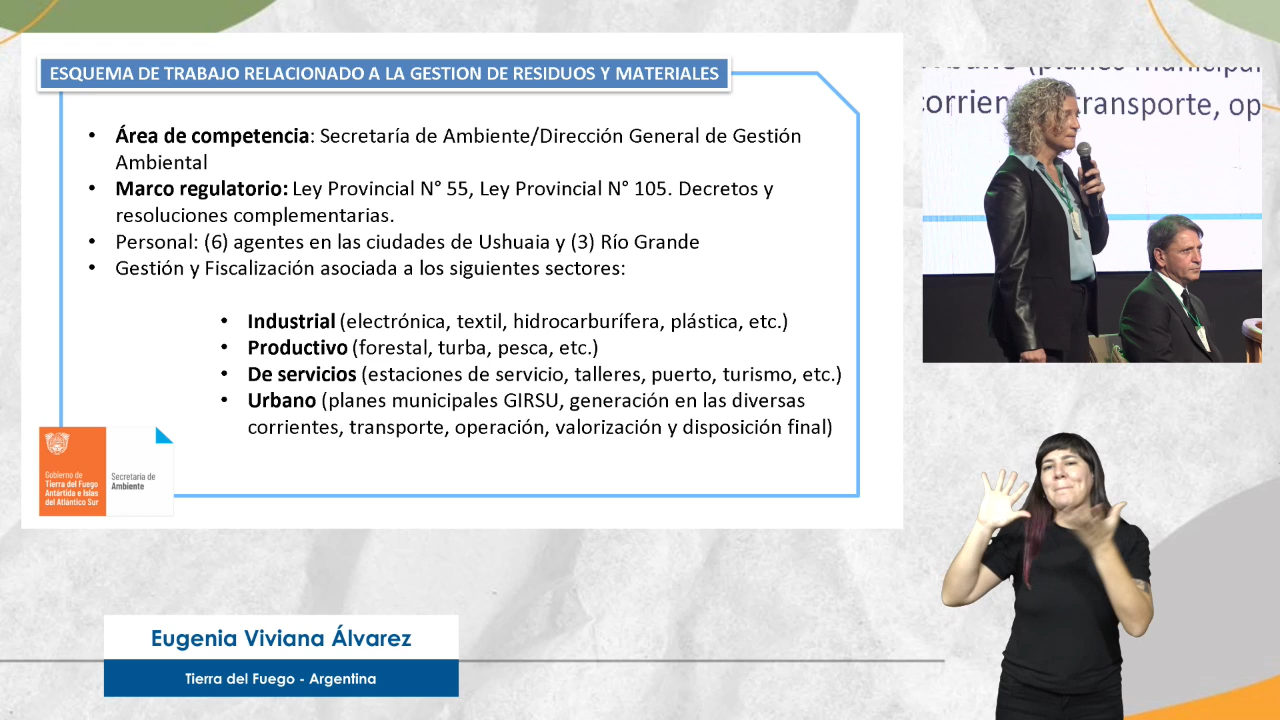 ESQUEMA DE TRABAJO RELACIONADO A LA GESTION DE RESIDUOS Y MATERIALES
• Área de competencia: Secretaría de Ambiente/Dirección General de Gestión
Ambiental
• Marco regulatorio: Ley Provincial N° 55, Ley Provincial N° 105. Decretos y
resoluciones complementarias.
• Personal: (6) agentes en las ciudades de Ushuaia y (3) Río Grande
• Gestión y Fiscalización asociada a los siguientes sectores:
• Industrial (electrónica, textil, hidrocarburífera, plástica, etc.)
• Productivo (forestal, turba, pesca, etc.)
• De servicios (estaciones de servicio, talleres, puerto, turismo, etc.)
• Urbano (planes municipales GIRSU, generación en las diversas
corrientes, transporte, operación, valorización y disposición final)
Gobierno de
Tierra del Fuego
Antártida e Islas
del Atlántico Sur
Secretaría de
Ambiente
(planes municipal
corrien transporte, op
Eugenia Viviana Álvarez
Tierra del Fuego - Argentina